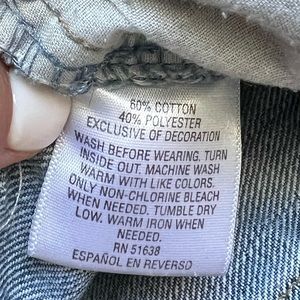 60% COTTON
40% POLYESTER
EXCLUSIVE OF DECORATION
WASH BEFORE WEARING. TURN
INSIDE OUT. MACHINE WASH
WARM WITH LIKE COLORS.
ONLY NON-CHLORINE BLEACH
WHEN NEEDED. TUMBLE DRY
LOW. WARM IRON WHEN
NEEDED.
RN 51638
ESPAÑOL EN REVERSO